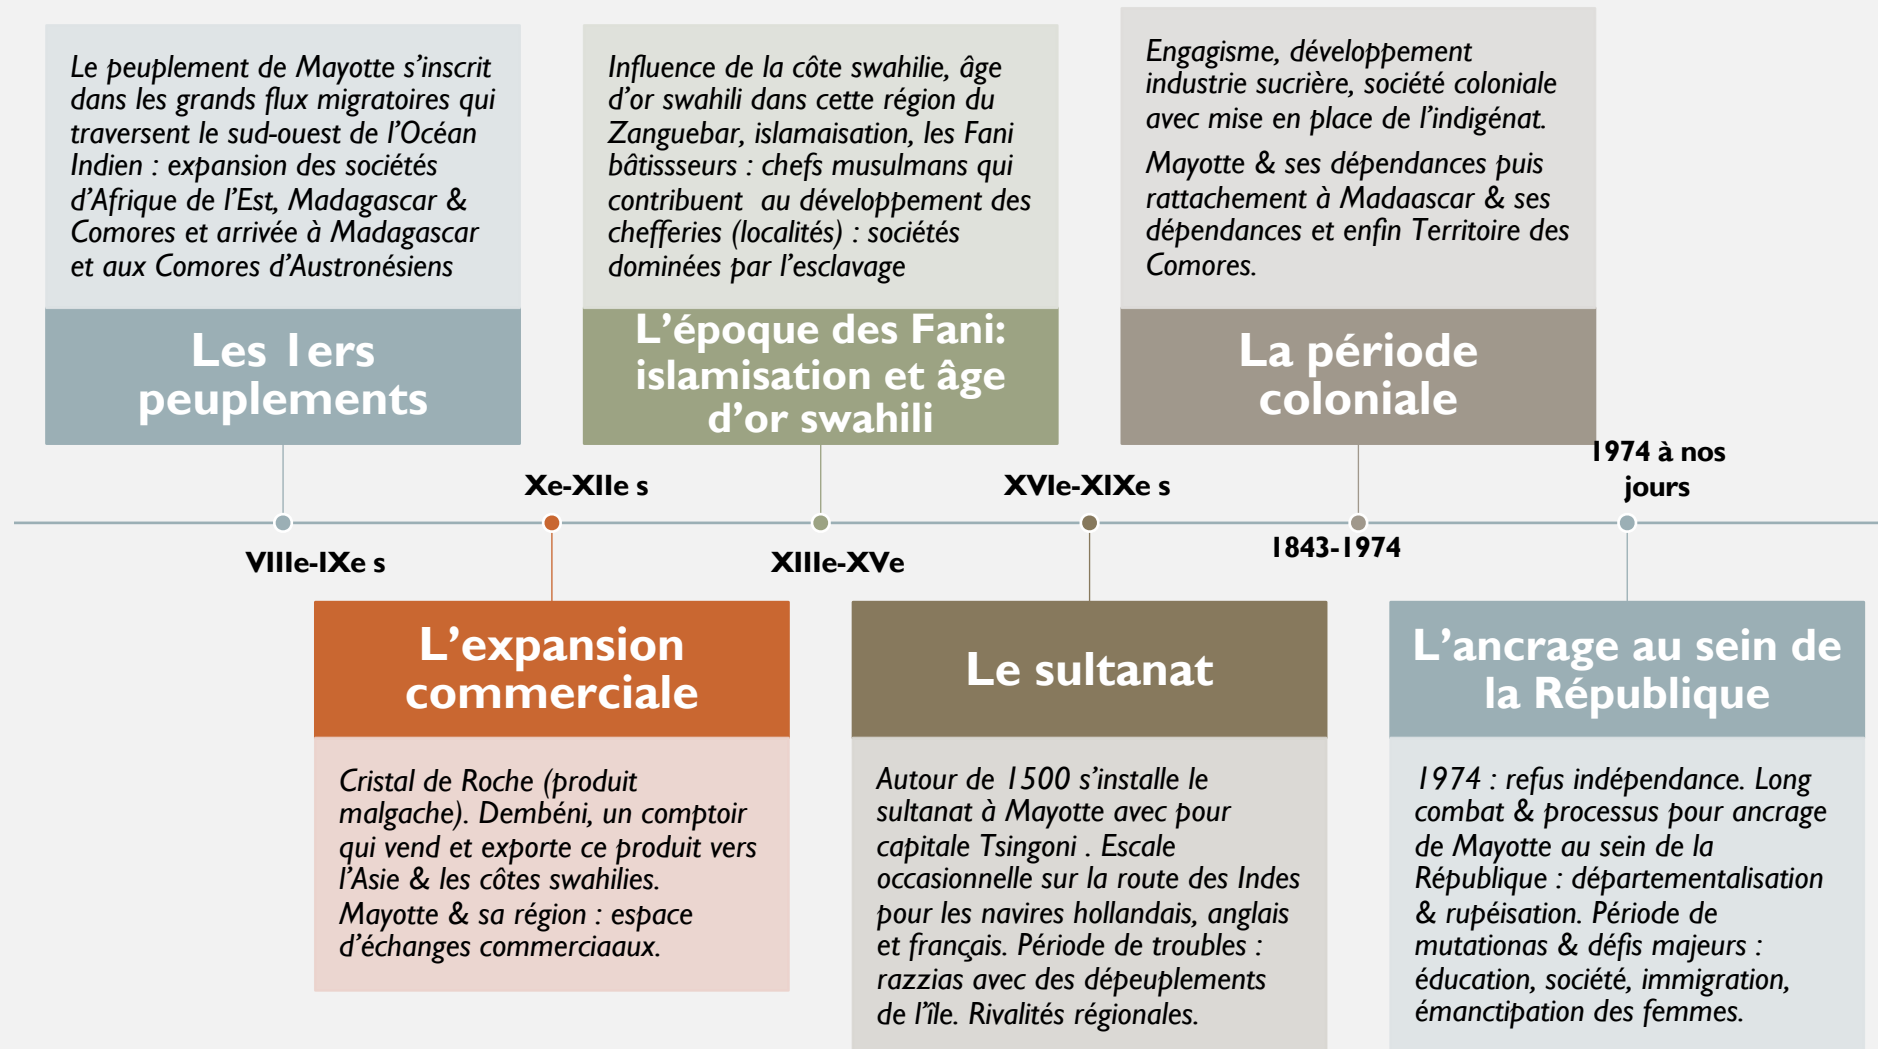 Le peuplement de Mayotte s’inscrit
dans les grands flux migratoires qui
traversent le sud-ouest de l’Océan
Indien : expansion des sociétés
d’Afrique de l’Est, Madagascar &
Comores et arrivée à Madagascar
et aux Comores d’Austronésiens
Les 1ers
peuplements
VIIIe-IXe s
Xe-XIIe s
L’expansion
commerciale
Cristal de Roche (produit
malgache). Dembéni, un comptoir
qui vend et exporte ce produit vers
l’Asie & les côtes swahilies.
Mayotte & sa région : espace
d’échanges commerciaaux.
Influence de la côte swahilie, âge
d’or swahili dans cette région du
Zanguebar, islamaisation, les Fani
bâtissseurs : chefs musulmans qui
contribuent  au développement des
chefferies (localités) : sociétés
dominées par l’esclavage
L’époque des Fani:
islamisation et âge
d’or swahili
XIIIe-XVe
XVIe-XIXe s
Le sultanat
Autour de 1500 s’installe le
sultanat à Mayotte avec pour
capitale Tsingoni . Escale
occasionnelle sur la route des Indes
pour les navires hollandais, anglais
et français. Période de troubles :
razzias avec des dépeuplements
de l’île. Rivalités régionales.
Engagisme, développement
industrie sucrière, société coloniale
avec mise en place de l’indigénat.
Mayotte & ses dépendances puis
rattachement à Madaascar & ses
dépendances et enfin Territoire des
Comores.
La période
coloniale
1843-1974
1974 à nos
jours
L’ancrage au sein de
la République
1974 : refus indépendance. Long
combat & processus pour ancrage
de Mayotte au sein de la
République : départementalisation
& rupéisation. Période de
mutationas & défis majeurs :
éducation, société, immigration,
émanctipation des femmes.